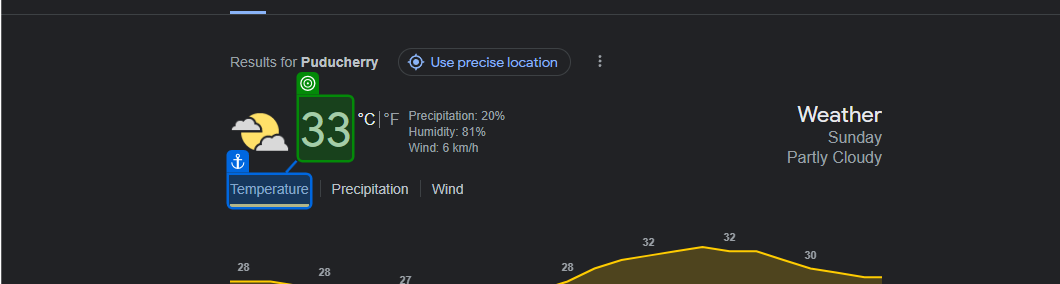 Results for Puducherry
Use precise location
33 °C | °F
Precipitation: 20%
Humidity: 81%
Wind: 6 km/h
Weather
Sunday
Partly Cloudy
Temperature
Precipitation
Wind
28
28
27
28
32
32
30